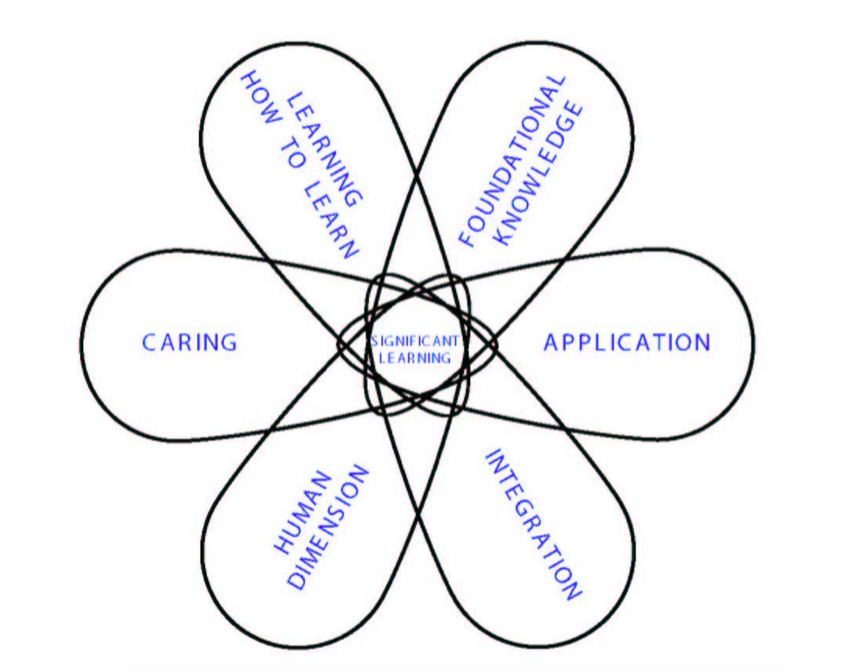 LEARNING
HOW TO LEARN
FOUNDATIONAL
KNOWLEDGE
CARING
SIGNIFICANT
LEARNING
APPLICATION
HUMAN
DIMENSION
INTEGRATION